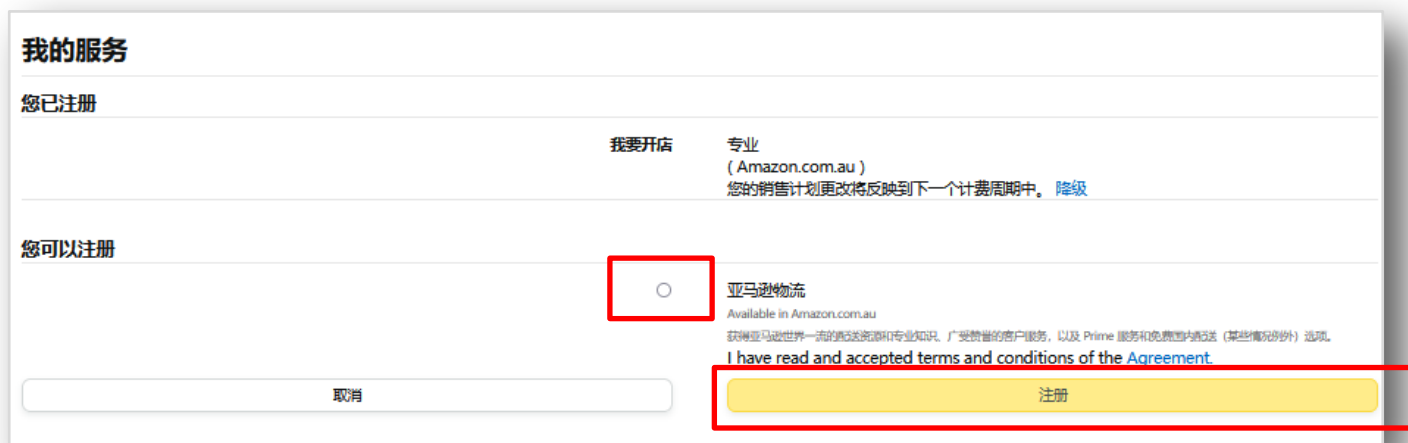 我的服务
您已注册
我要开店
专业
( Amazon.com.au )
您的销售计划更改将反映到下一个计费周期中。 降级
您可以注册
亚马逊物流
Available in Amazon.com.au
获得亚马逊世界一流的配送资源和专业知识、广受赞誉的客户服务，以及 Prime 服务和免费国内配送（某些情况例外）选项。
I have read and accepted terms and conditions of the Agreement.
取消
注册